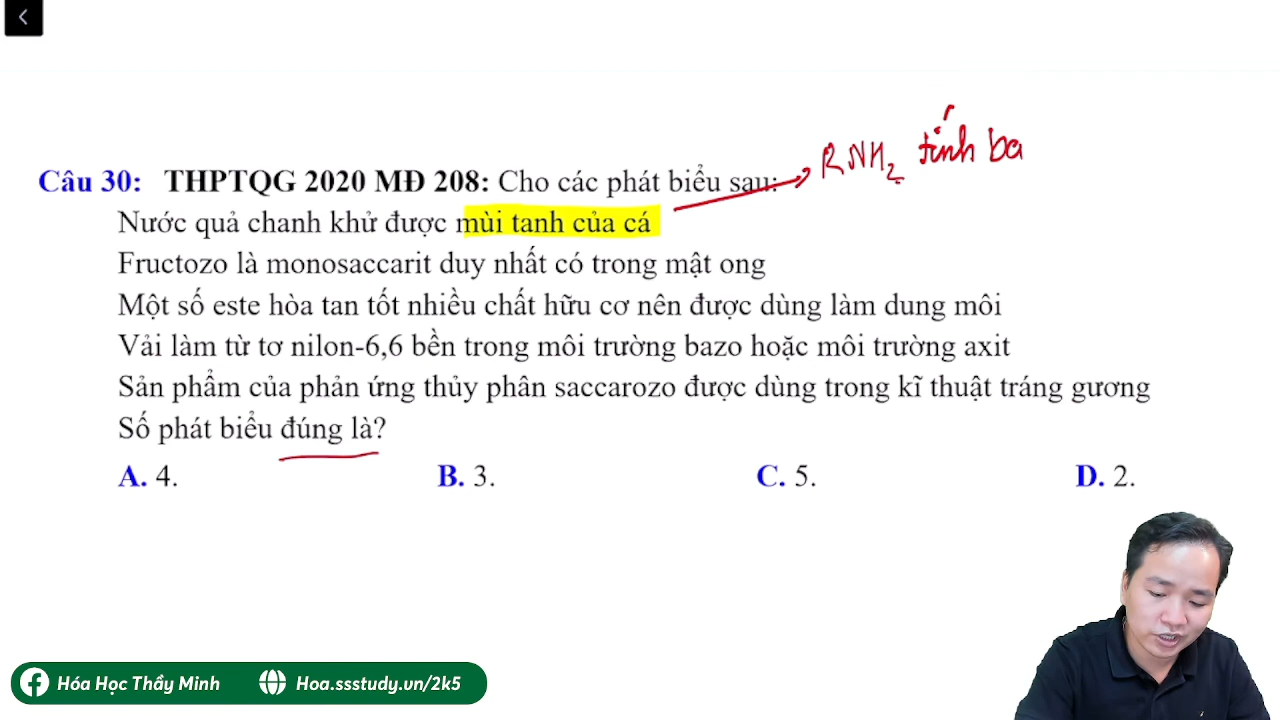 RNH₂ tính ba
Câu 30: THPTQG 2020 MĐ 208: Cho các phát biểu sau:
Nước quả chanh khử được mùi tanh của cá
Fructozo là monosaccarit duy nhất có trong mật ong
Một số este hòa tan tốt nhiều chất hữu cơ nên được dùng làm dung môi
Vải làm từ tơ nilon-6,6 bền trong môi trường bazo hoặc môi trường axit
Sản phẩm của phản ứng thủy phân saccarozo được dùng trong kĩ thuật tráng gương
Số phát biểu đúng là?
A. 4. B. 3. C. 5. D. 2.
Hóa Học Thầy Minh Hoa.ssstudy.vn/2k5